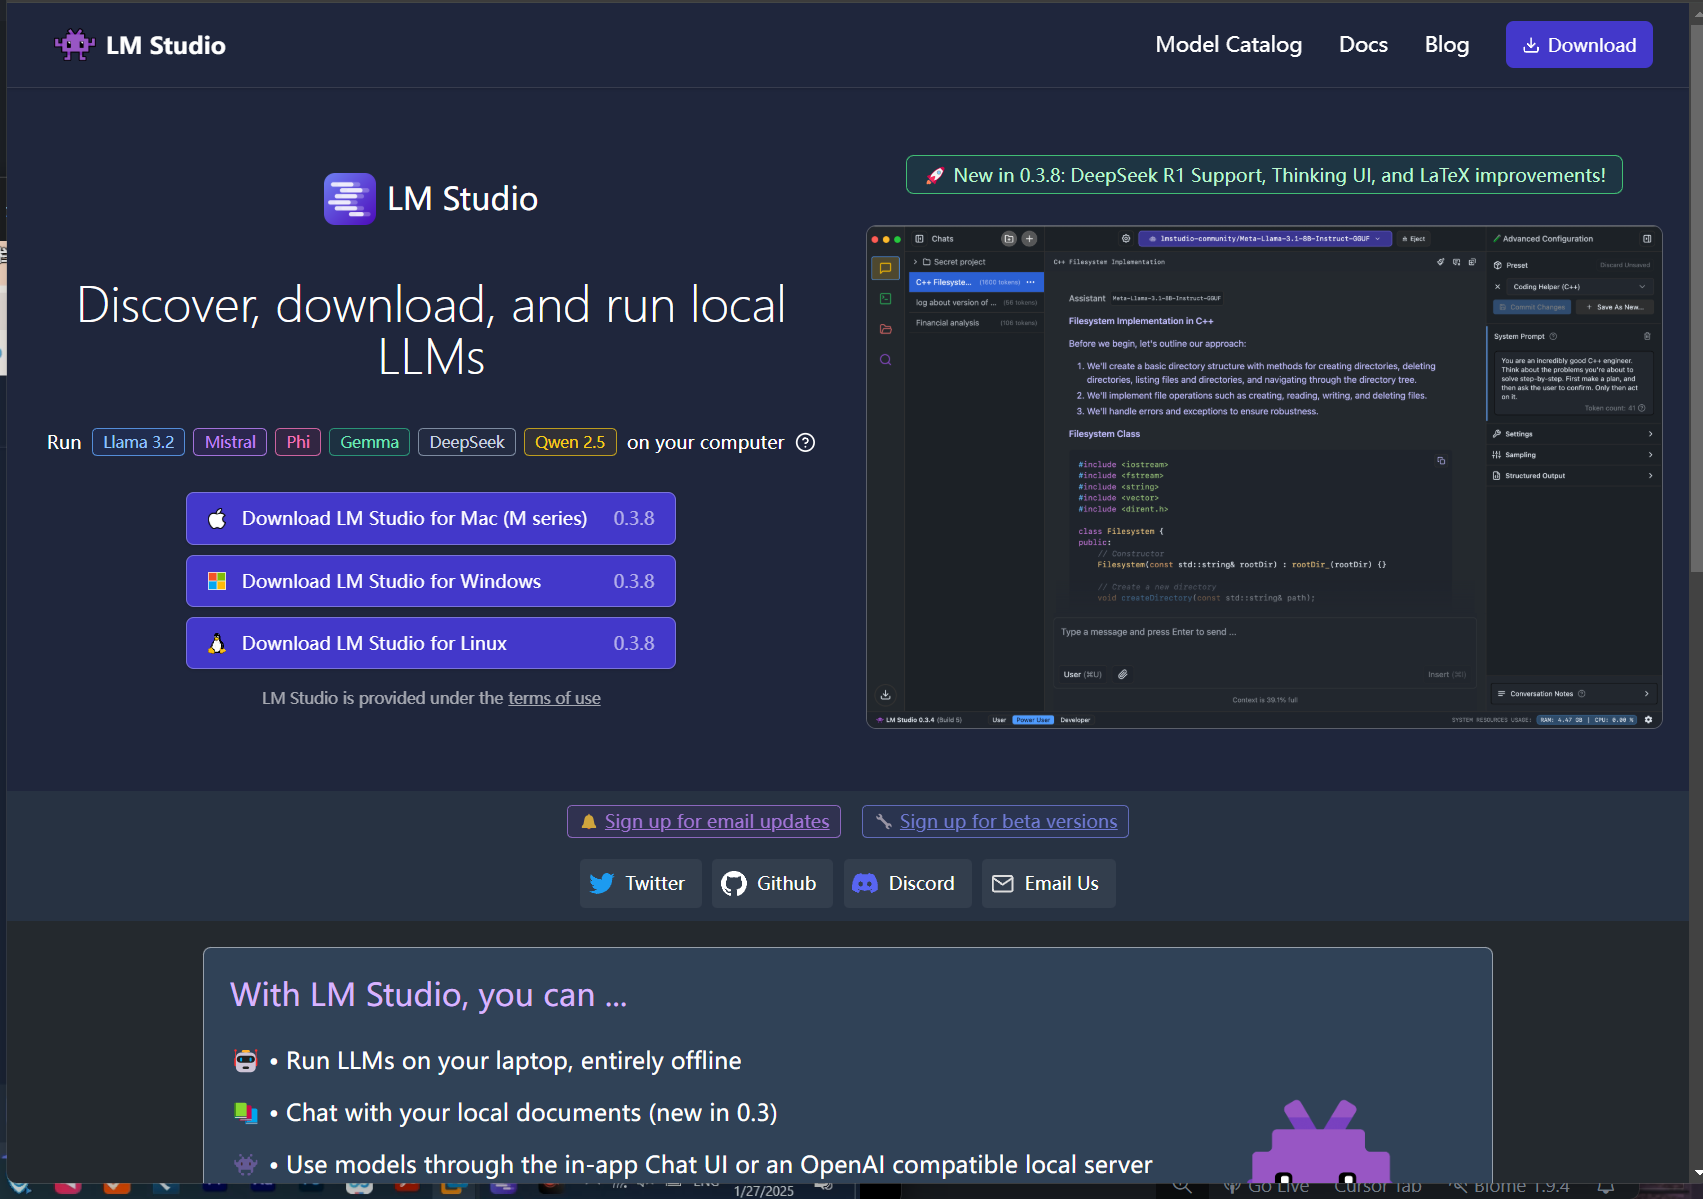 LM Studio
Model Catalog
Docs
Blog
Download
LM Studio
Discover, download, and run local
LLMs
Run Llama 3.2 Mistral Phi Gemma DeepSeek Qwen 2.5 on your computer
Download LM Studio for Mac (M series) 0.3.8
Download LM Studio for Windows 0.3.8
Download LM Studio for Linux 0.3.8
LM Studio is provided under the terms of use
🚀 New in 0.3.8: DeepSeek R1 Support, Thinking UI, and LaTeX improvements!
Chats
lmstudio-community/Meta-Llama-3.1-8B-Instruct-GGUF
Eject
Advanced Configuration
Secret project
C++ Filesyste... (1600 tokens) ...
log about version of ... (66 tokens)
Financial analysis (108 tokens)
C++ Filesystem Implementation
Assistant Meta-Llama-3.1-8B-Instruct-GGUF
Filesystem Implementation in C++
Before we begin, let's outline our approach:
1. We'll create a basic directory structure with methods for creating directories, deleting
directories, listing files and directories, and navigating through the directory tree.
2. We'll implement file operations such as creating, reading, writing, and deleting files.
3. We'll handle errors and exceptions to ensure robustness.
Filesystem Class
#include <iostream>
#include <fstream>
#include <string>
#include <vector>
#include <dirent.h>
class Filesystem {
public:
// Constructor
Filesystem(const std::string& rootDir) : rootDir_(rootDir) {}
// Create a new directory
void createDirectory(const std::string& path);
Type a message and press Enter to send ...
User (⌘U)
Insert (⌘I)
Context is 39.1% full
Preset
Discard Unsaved
Coding Helper (C++)
Commit Changes
+ Save As New...
System Prompt
You are an incredibly good C++ engineer.
Think about the problems you're about to
solve step-by-step. First make a plan, and
then ask the user to confirm. Only then act
on it.
Token count: 41
Settings
Sampling
Structured Output
Conversation Notes
LM Studio 0.3.4 (Build 5)
User
Power User
Developer
SYSTEM RESOURCES USAGE: RAM: 4.47 GB | CPU: 0.00 %
Sign up for email updates
Sign up for beta versions
Twitter
Github
Discord
Email Us
With LM Studio, you can ...
• Run LLMs on your laptop, entirely offline
• Chat with your local documents (new in 0.3)
• Use models through the in-app Chat UI or an OpenAI compatible local server
1/27/2025
Go Live
Cursor Tab
Biome 1.9.4